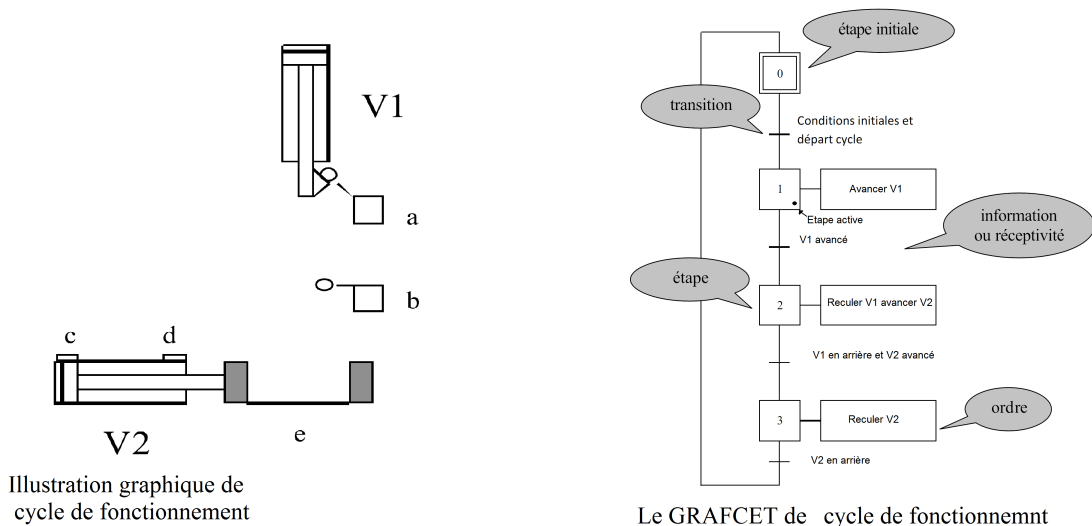 V1
a
b
c
d
V2
e
Illustration graphique de
cycle de fonctionnement
étape initiale
0
transition
Conditions initiales et
départ cycle
1
Avancer V1
Etape active
information
ou réceptivité
V1 avancé
étape
2
Reculer V1 avancer V2
V1 en arrière et V2 avancé
3
Reculer V2
ordre
V2 en arrière
Le GRAFCET de cycle de fonctionnemnt